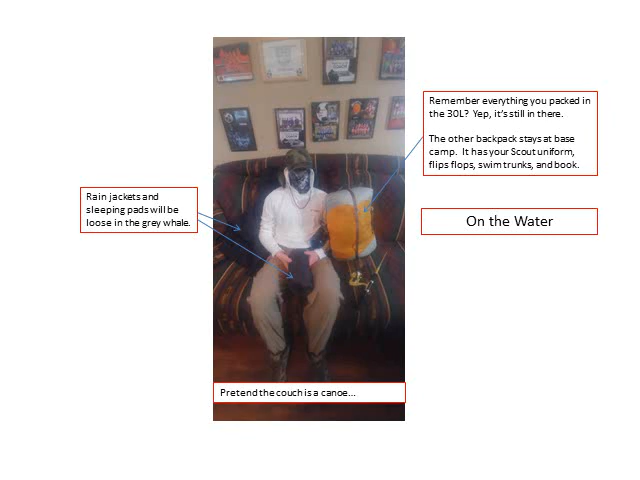 Remember everything you packed in
the 30L?  Yep, it's still in there.
The other backpack stays at base
camp.  It has your Scout uniform,
flips flops, swim trunks, and book.
Rain jackets and
sleeping pads will be
loose in the grey whale.
On the Water
Pretend the couch is a canoe...